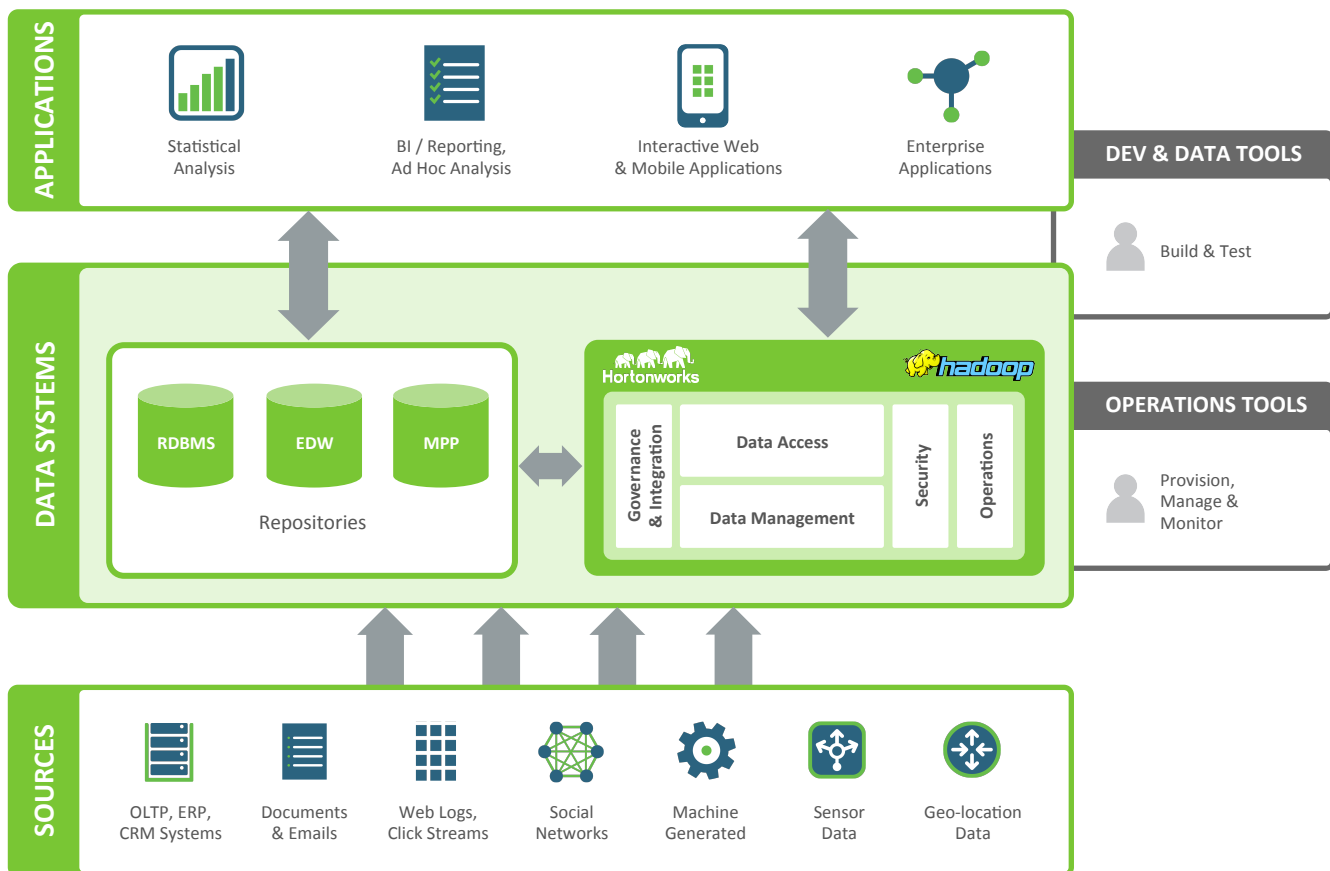 APPLICATIONS
Statistical
Analysis
BI / Reporting,
Ad Hoc Analysis
Interactive Web
& Mobile Applications
Enterprise
Applications
DEV & DATA TOOLS
Build & Test
DATA SYSTEMS
RDBMS
EDW
MPP
Repositories
Hortonworks
hadoop
Governance
& Integration
Data Access
Data Management
Security
Operations
OPERATIONS TOOLS
Provision,
Manage &
Monitor
SOURCES
OLTP, ERP,
CRM Systems
Documents
& Emails
Web Logs,
Click Streams
Social
Networks
Machine
Generated
Sensor
Data
Geo-location
Data